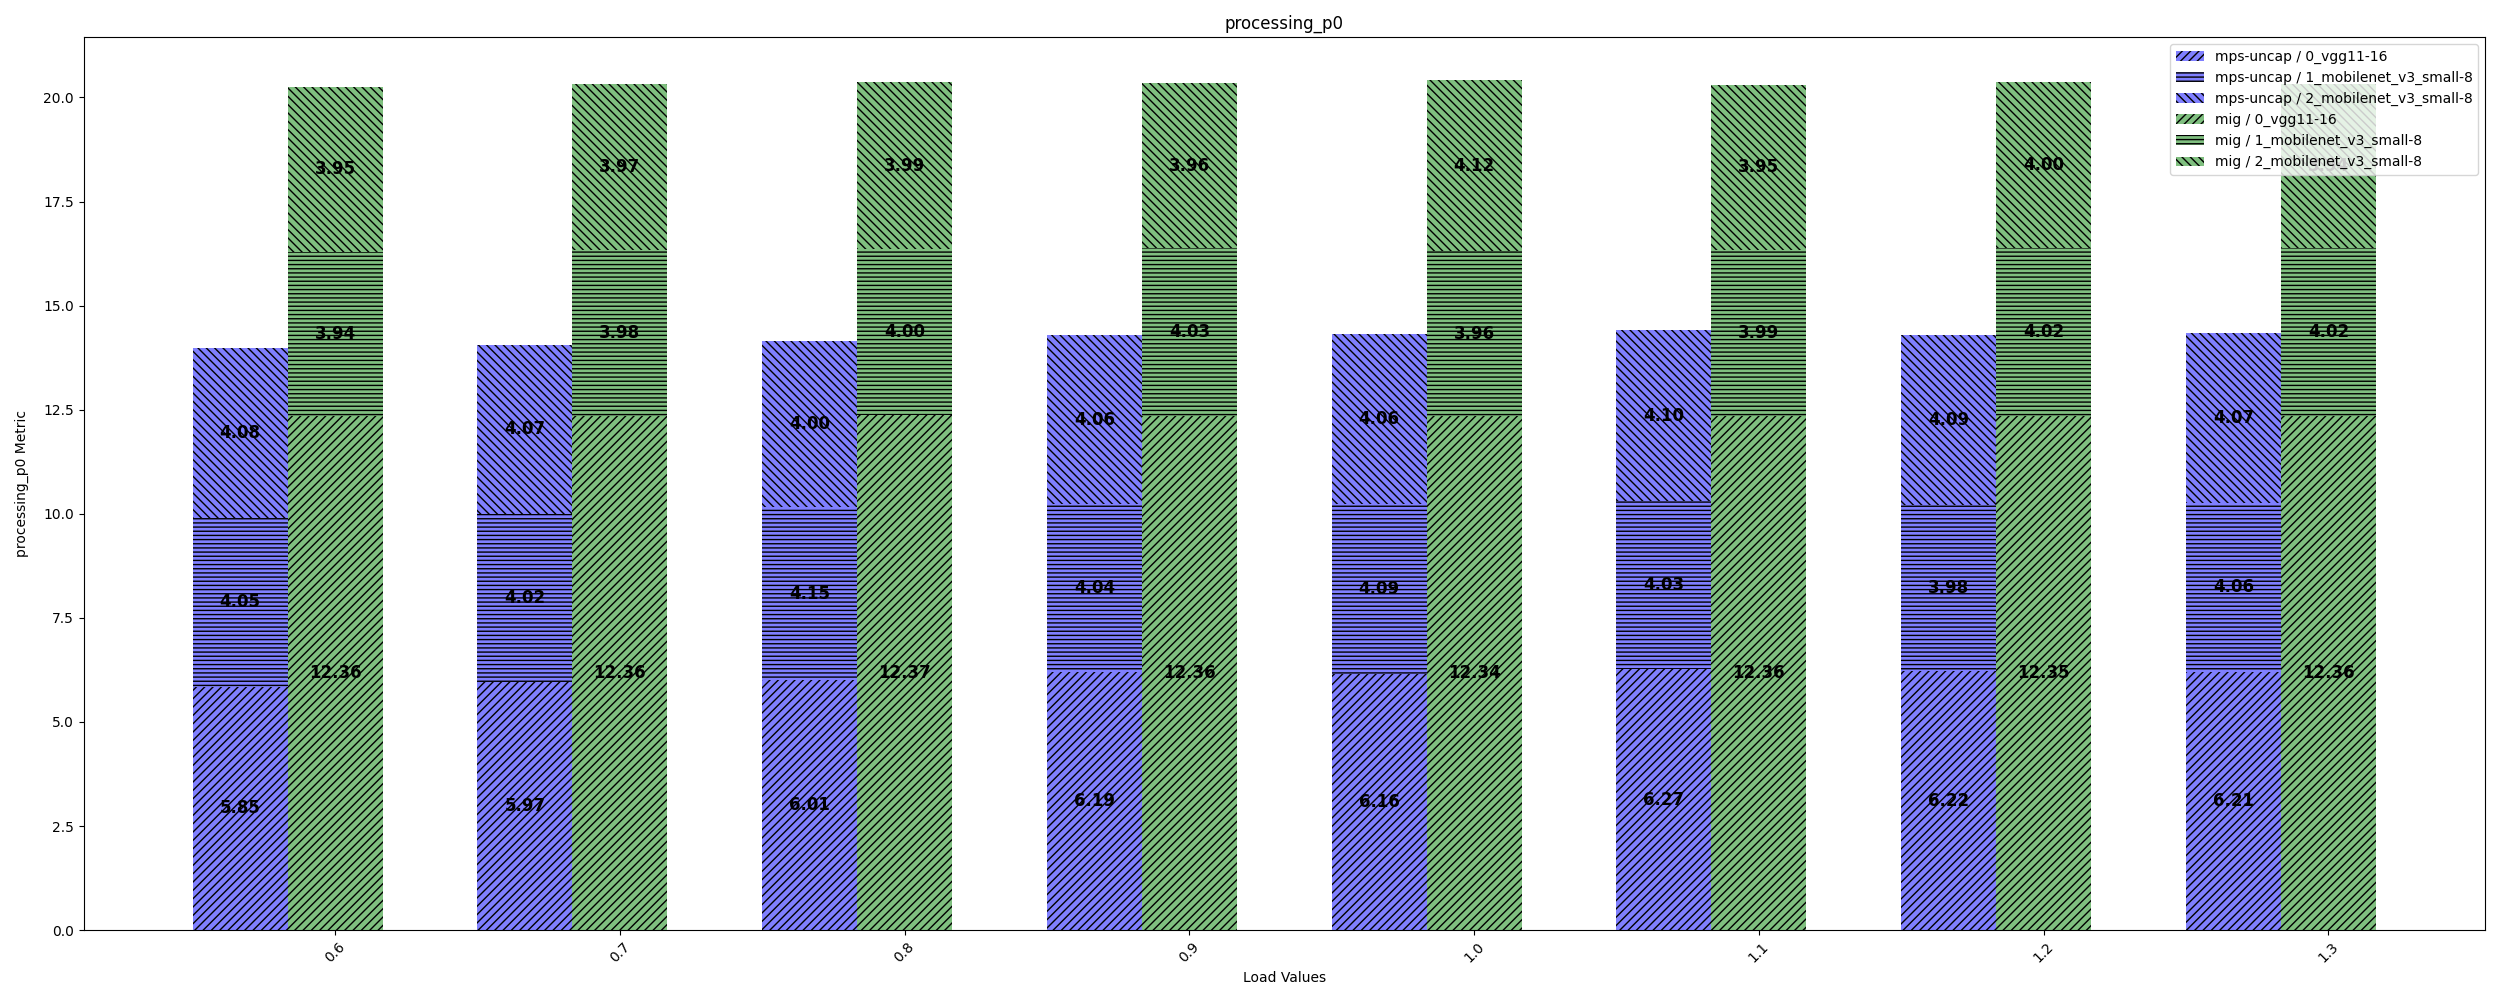 processing_p0
mps-uncap / 0_vgg11-16
mps-uncap / 1_mobilenet_v3_small-8
mps-uncap / 2_mobilenet_v3_small-8
mig / 0_vgg11-16
mig / 1_mobilenet_v3_small-8
mig / 2_mobilenet_v3_small-8
processing_p0 Metric
20.0
17.5
15.0
12.5
10.0
7.5
5.0
2.5
0.0
3.95 3.97 3.99 3.96 4.12 3.95 4.00
3.94 3.98 4.00 4.03 3.96 3.99 4.02 4.02
4.08 4.07 4.00 4.06 4.06 4.10 4.09 4.07
4.05 4.02 4.15 4.04 4.09 4.03 3.98 4.06
12.36 12.36 12.37 12.36 12.34 12.36 12.35 12.36
5.85 5.97 6.01 6.19 6.16 6.27 6.22 6.21
0.6 0.7 0.8 0.9 1.0 1.1 1.2 1.3
Load Values